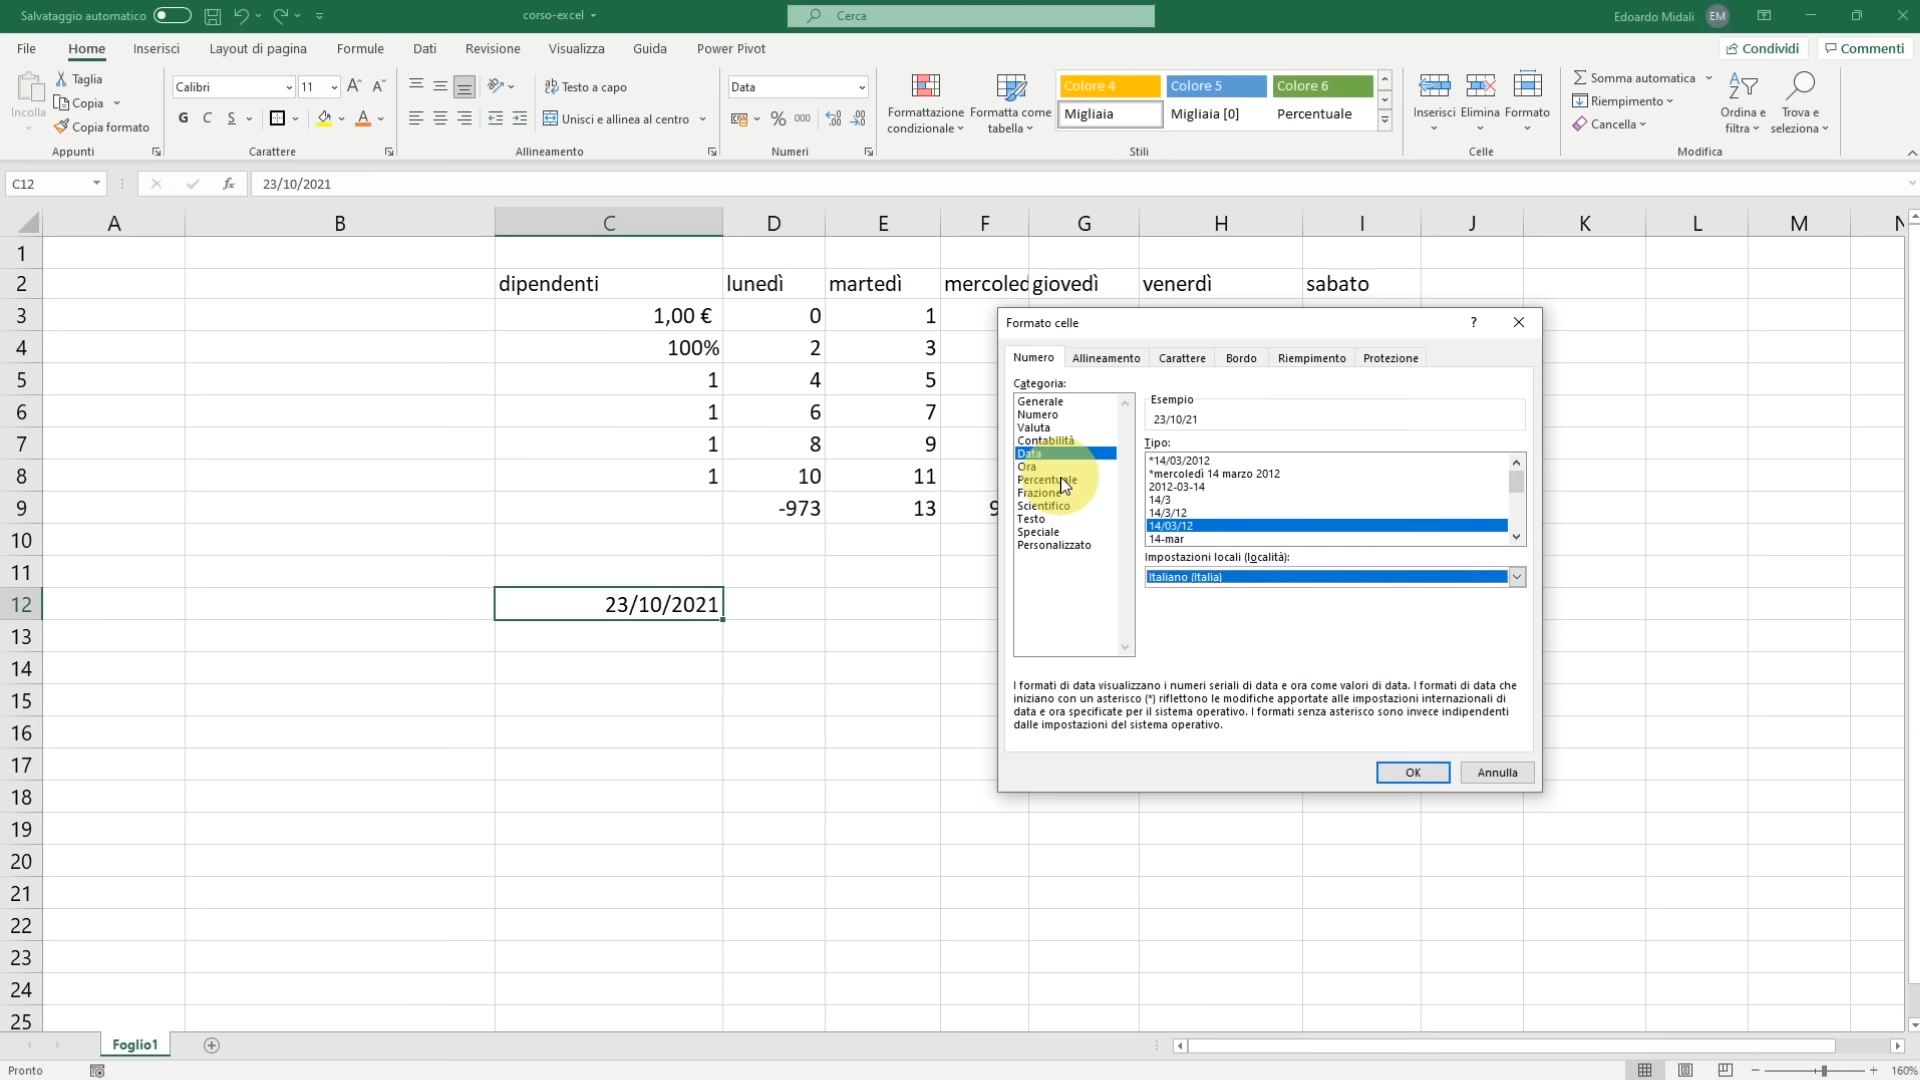 Salvataggio automatico
corso-excel
Cerca
Edoardo Midali
EM
File Home Inserisci Layout di pagina Formule Dati Revisione Visualizza Guida Power Pivot
Condividi
Commenti
Incolla
Taglia
Copia
Copia formato
Appunti
Calibri
11
G C S
Carattere
Testo a capo
Unisci e allinea al centro
Allineamento
Data
% 000
Numeri
Formattazione condizionale
Formatta come tabella
Colore 4
Colore 5
Colore 6
Migliaia
Migliaia [0]
Percentuale
Stili
Inserisci
Elimina
Formato
Celle
Somma automatica
Riempimento
Cancella
Ordina e filtra
Trova e seleziona
Modifica
C12
fx
23/10/2021
A B C D E F G H I J K L M N
1
2 dipendenti lunedì martedì mercoled giovedì venerdì sabato
3 1,00 € 0 1
4 100% 2 3
5 1 4 5
6 1 6 7
7 1 8 9
8 1 10 11
9 -973 13 9
10
11
12 23/10/2021
13
14
15
16
17
18
19
20
21
22
23
24
25
Formato celle
?
Numero Allineamento Carattere Bordo Riempimento Protezione
Categoria:
Generale
Numero
Valuta
Contabilità
Data
Ora
Percentuale
Frazione
Scientifico
Testo
Speciale
Personalizzato
Esempio
23/10/21
Tipo:
*14/03/2012
*mercoledì 14 marzo 2012
2012-03-14
14/3
14/3/12
14/03/12
14-mar
Impostazioni locali (località):
Italiano (Italia)
I formati di data visualizzano i numeri seriali di data e ora come valori di data. I formati di data che
iniziano con un asterisco (*) riflettono le modifiche apportate alle impostazioni internazionali di
data e ora specificate per il sistema operativo. I formati senza asterisco sono invece indipendenti
dalle impostazioni del sistema operativo.
OK
Annulla
Foglio1
Pronto
160%